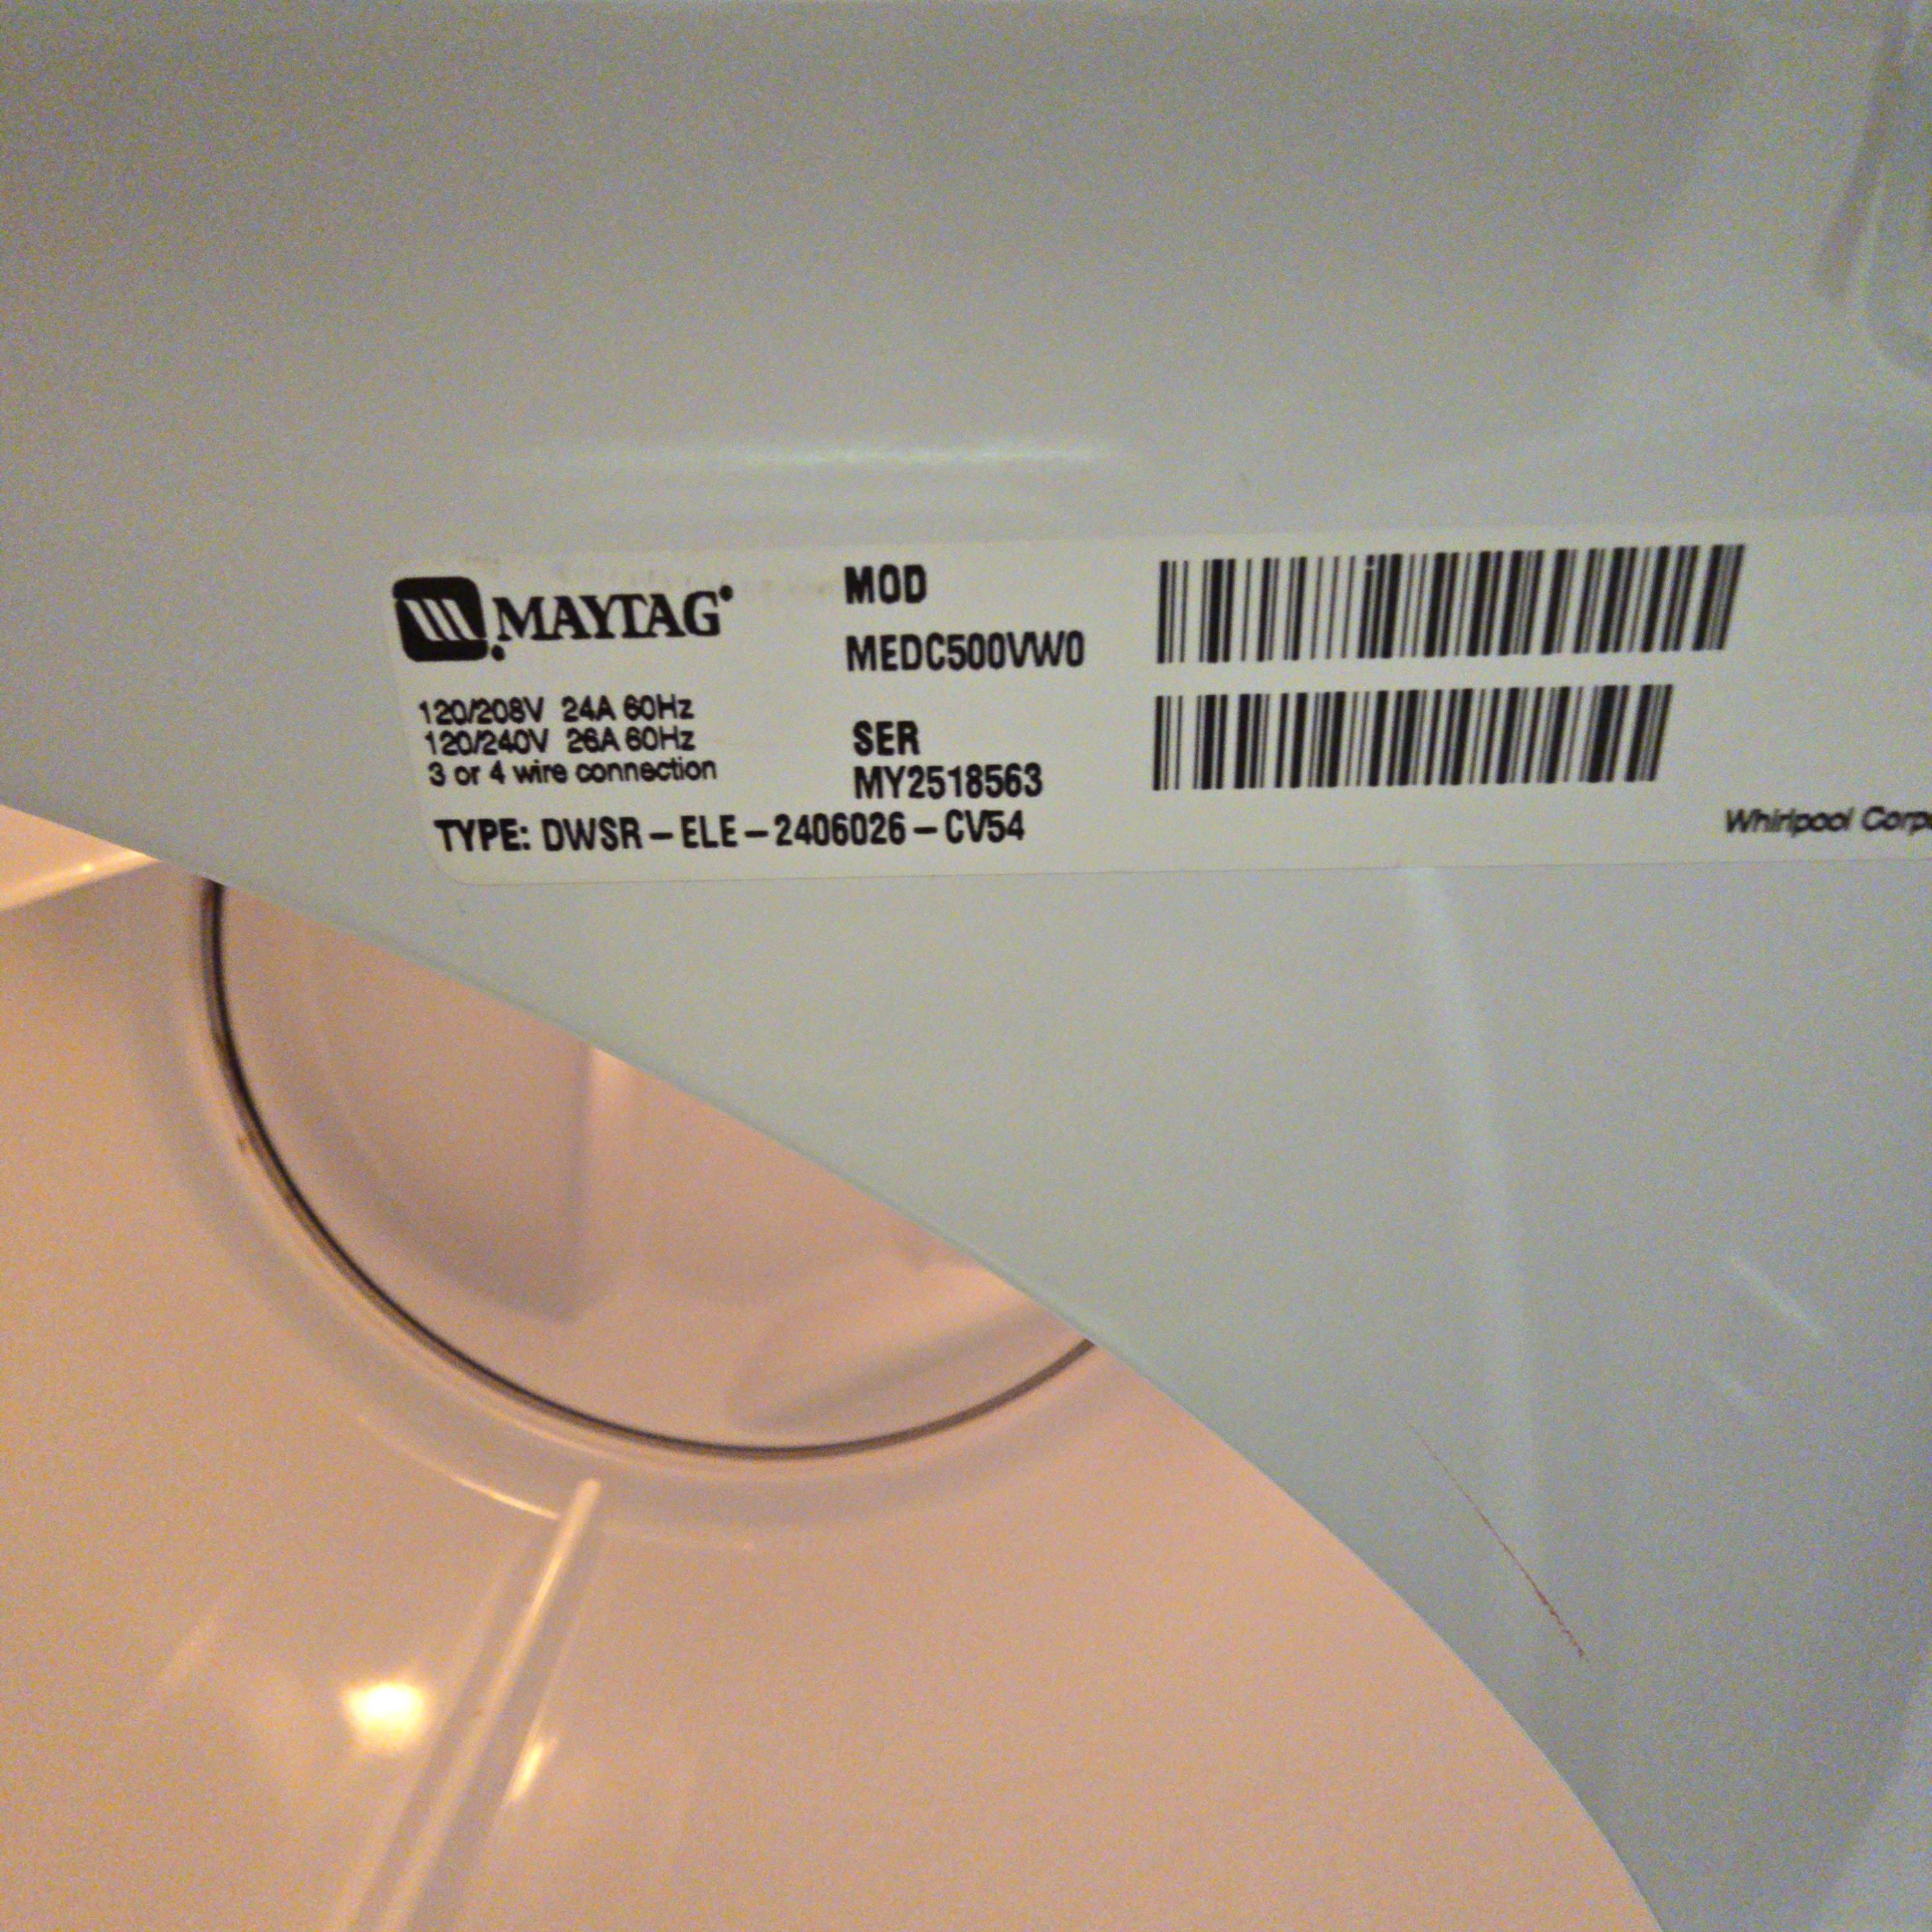 MAYTAG
MOD
MEDC500VW0
120/208V 24A 60Hz
120/240V 26A 60Hz
3 or 4 wire connection
SER
MY2518563
TYPE: DWSR-ELE-2406026-CV54
Whirlpool